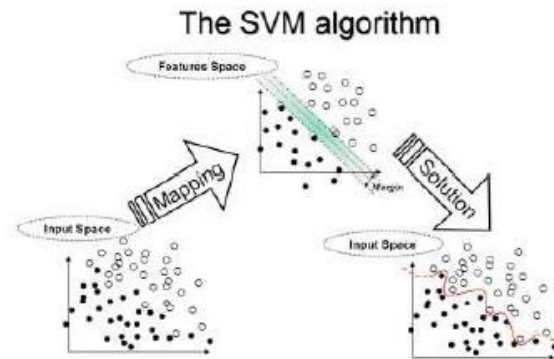 The SVM algorithm
Features Space
Margin
Mapping
Solution
Input Space
Input Space